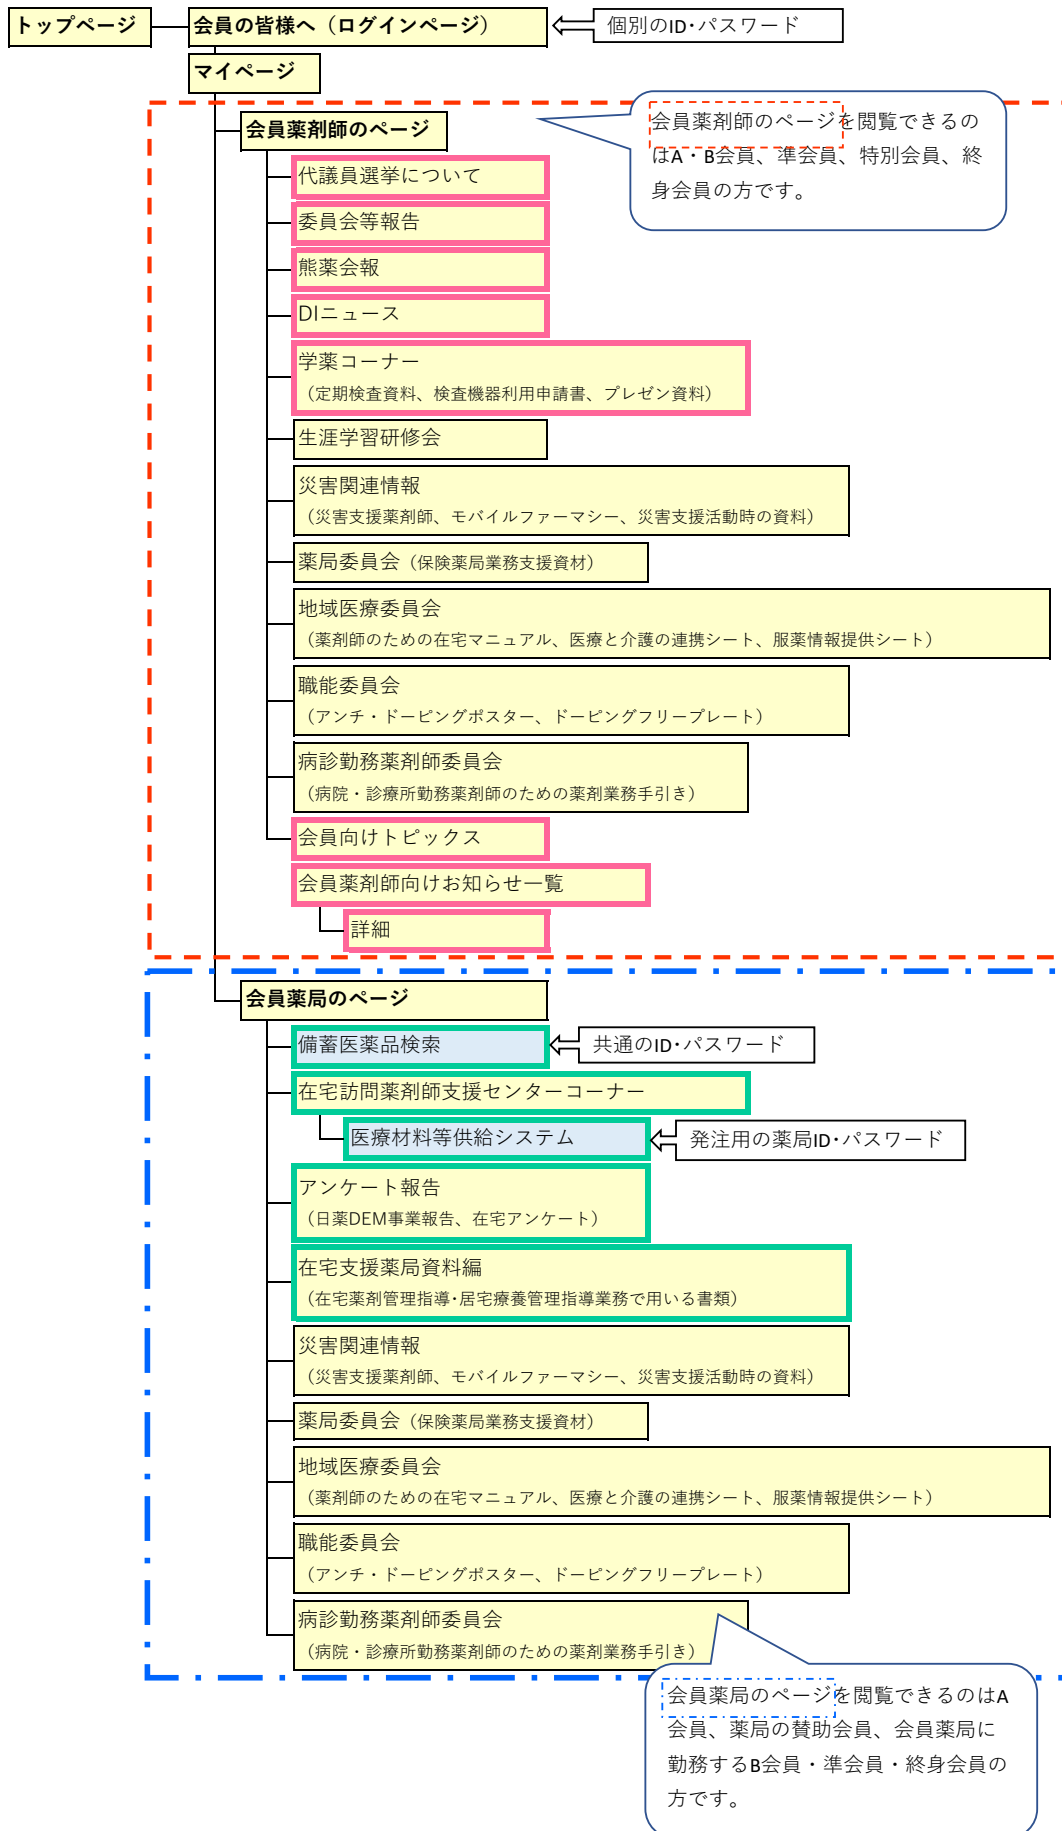 トップページ
会員の皆様へ（ログインページ）
個別のID・パスワード
マイページ
会員薬剤師のページ
会員薬剤師のページを閲覧できるの
はA・B会員、準会員、特別会員、終
身会員の方です。
代議員選挙について
委員会等報告
熊薬会報
DIニュース
学薬コーナー
（定期検査資料、検査機器利用申請書、プレゼン資料）
生涯学習研修会
災害関連情報
（災害支援薬剤師、モバイルファーマシー、災害支援活動時の資料）
薬局委員会（保険薬局業務支援資材）
地域医療委員会
（薬剤師のための在宅マニュアル、医療と介護の連携シート、服薬情報提供シート）
職能委員会
（アンチ・ドーピングポスター、ドーピングフリープレート）
病診勤務薬剤師委員会
（病院・診療所勤務薬剤師のための薬剤業務手引き）
会員向けトピックス
会員薬剤師向けお知らせ一覧
詳細
会員薬局のページ
備蓄医薬品検索
共通のID・パスワード
在宅訪問薬剤師支援センターコーナー
医療材料等供給システム
発注用の薬局ID・パスワード
アンケート報告
（日薬DEM事業報告、在宅アンケート）
在宅支援薬局資料編
（在宅薬剤管理指導・居宅療養管理指導業務で用いる書類）
災害関連情報
（災害支援薬剤師、モバイルファーマシー、災害支援活動時の資料）
薬局委員会（保険薬局業務支援資材）
地域医療委員会
（薬剤師のための在宅マニュアル、医療と介護の連携シート、服薬情報提供シート）
職能委員会
（アンチ・ドーピングポスター、ドーピングフリープレート）
病診勤務薬剤師委員会
（病院・診療所勤務薬剤師のための薬剤業務手引き）
会員薬局のページを閲覧できるのはA
会員、薬局の賛助会員、会員薬局に
勤務するB会員・準会員・終身会員の
方です。